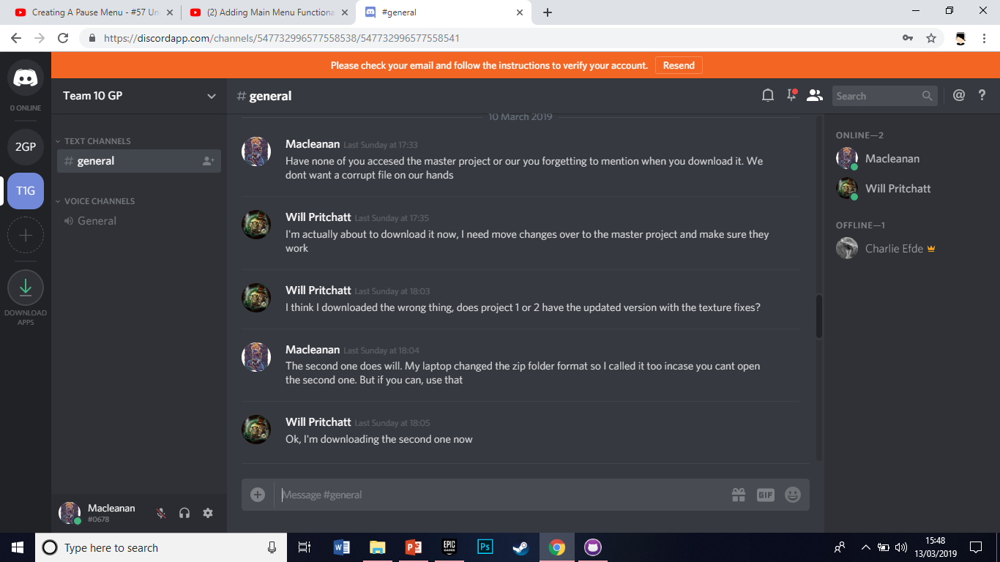 Creating A Pause Menu - #57 Un
(2) Adding Main Menu Functiona
#general
https://discordapp.com/channels/547732996577558538/547732996577558541
Please check your email and follow the instructions to verify your account.
Resend
0 ONLINE
2GP
T1G
DOWNLOAD
APPS
Team 10 GP
TEXT CHANNELS
# general
VOICE CHANNELS
General
Macleanan
#0678
# general
Search
@
?
10 March 2019
Macleanan Last Sunday at 17:33
Have none of you accesed the master project or our you forgetting to mention when you download it. We
dont want a corrupt file on our hands
Will Pritchatt Last Sunday at 17:35
I'm actually about to download it now, I need move changes over to the master project and make sure they
work
Will Pritchatt Last Sunday at 18:03
I think I downloaded the wrong thing, does project 1 or 2 have the updated version with the texture fixes?
Macleanan Last Sunday at 18:04
The second one does will. My laptop changed the zip folder format so I called it too incase you cant open
the second one. But if you can, use that
Will Pritchatt Last Sunday at 18:05
Ok, I'm downloading the second one now
Message #general
GIF
ONLINE—2
Macleanan
Will Pritchatt
OFFLINE—1
Charlie Efde
Type here to search
W
P
EPIC
GAMES
Ps
15:48
13/03/2019